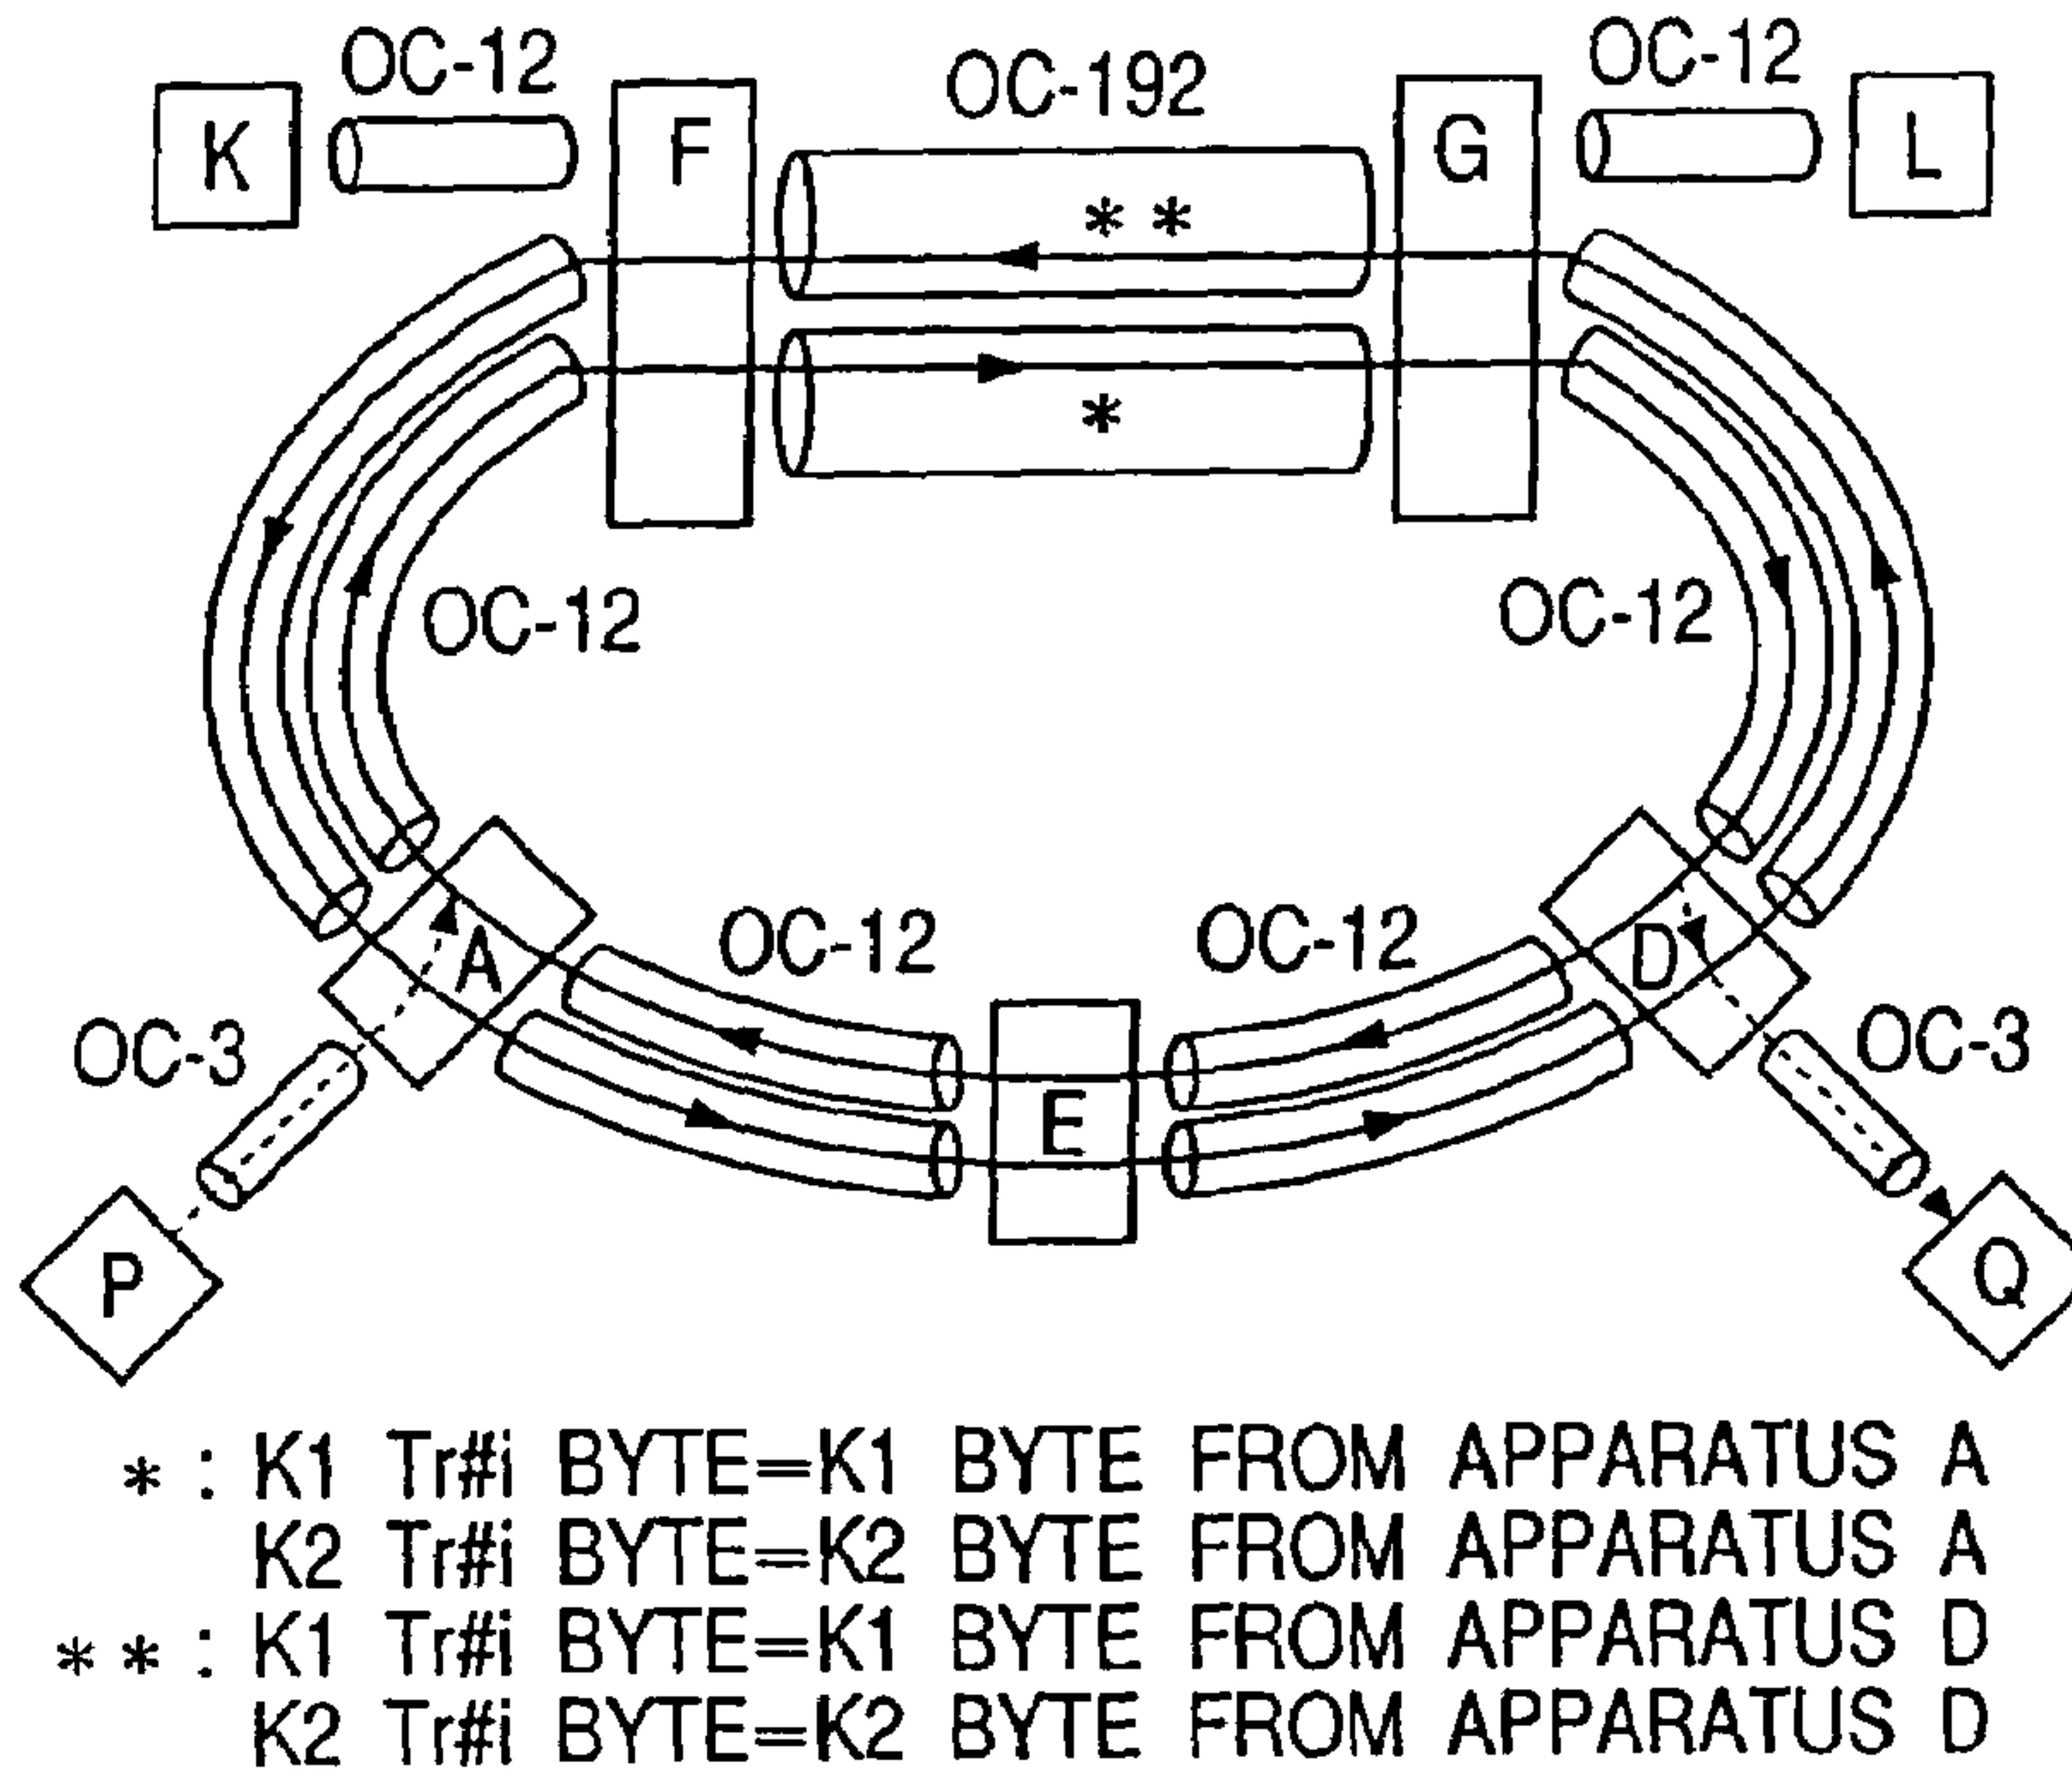 OC-12
OC-192
OC-12
K
F
G
L
* *
*
OC-12
OC-12
OC-12
OC-12
A
D
OC-3
OC-3
E
P
Q
* : K1 Tr#i BYTE=K1 BYTE FROM APPARATUS A
K2 Tr#i BYTE=K2 BYTE FROM APPARATUS A
* * : K1 Tr#i BYTE=K1 BYTE FROM APPARATUS D
K2 Tr#i BYTE=K2 BYTE FROM APPARATUS D